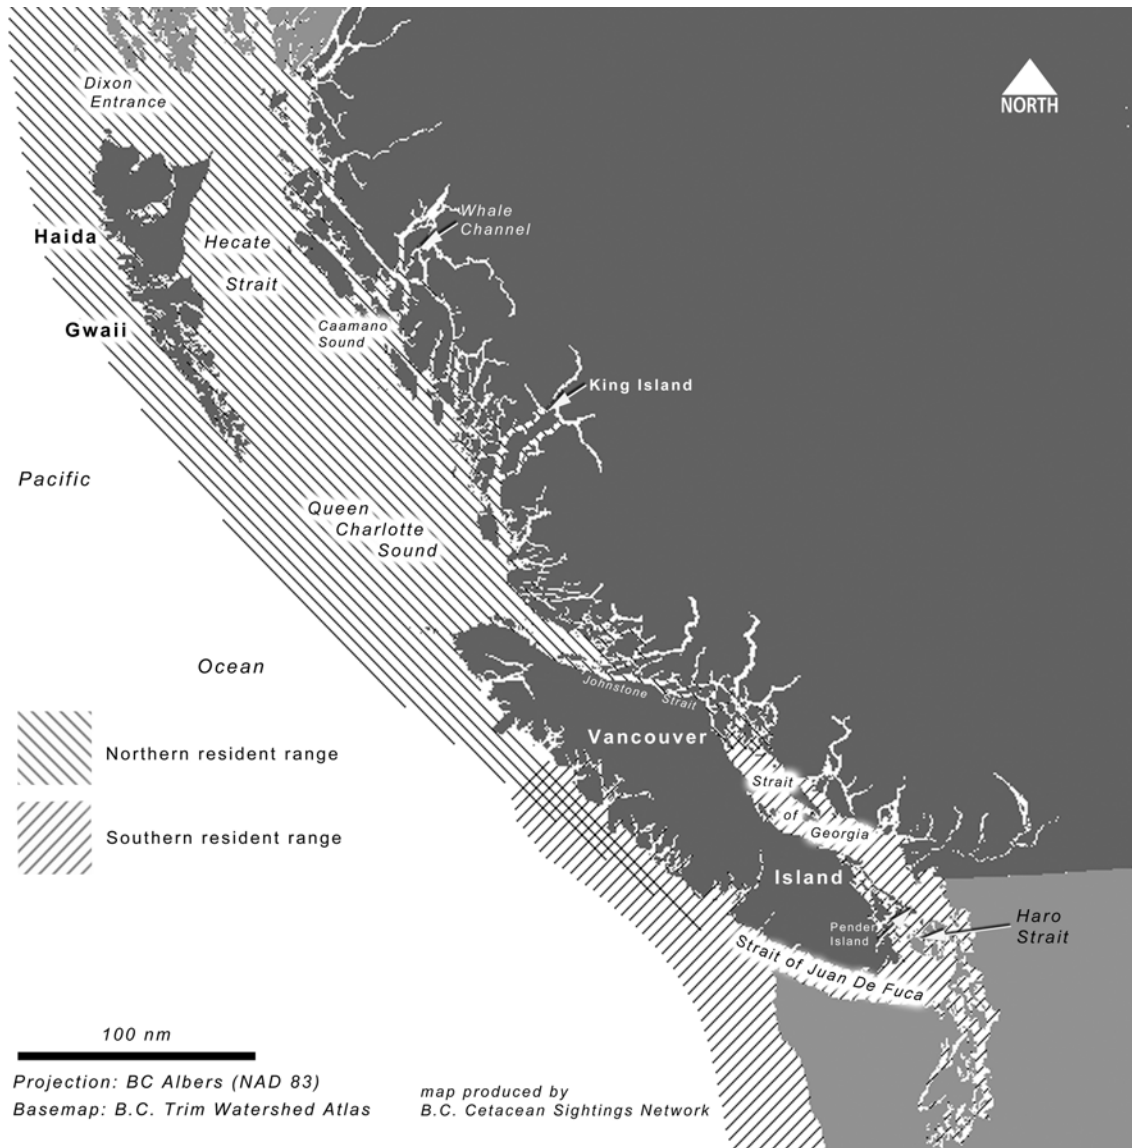 NORTH
Dixon
Entrance
Whale
Channel
Haida
Hecate
Strait
Gwaii
Caamano
Sound
King Island
Pacific
Queen
Charlotte
Sound
Ocean
Johnstone Strait
Northern resident range
Vancouver
Strait
of
Georgia
Southern resident range
Island
Pender
Island
Haro
Strait
Strait of Juan De Fuca
100 nm
Projection: BC Albers (NAD 83)
Basemap: B.C. Trim Watershed Atlas
map produced by
B.C. Cetacean Sightings Network